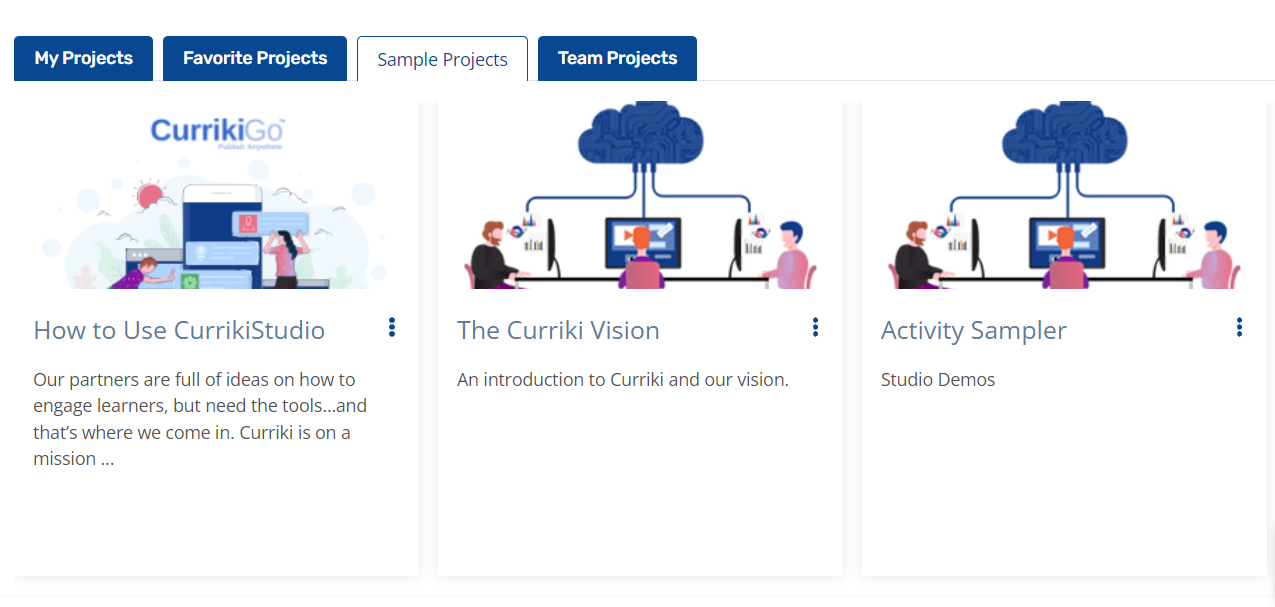 My Projects
Favorite Projects
Sample Projects
Team Projects
CurrikiGo™
Publish Anywhere
How to Use CurrikiStudio
Our partners are full of ideas on how to
engage learners, but need the tools...and
that’s where we come in. Curriki is on a
mission ...
The Curriki Vision
An introduction to Curriki and our vision.
Activity Sampler
Studio Demos